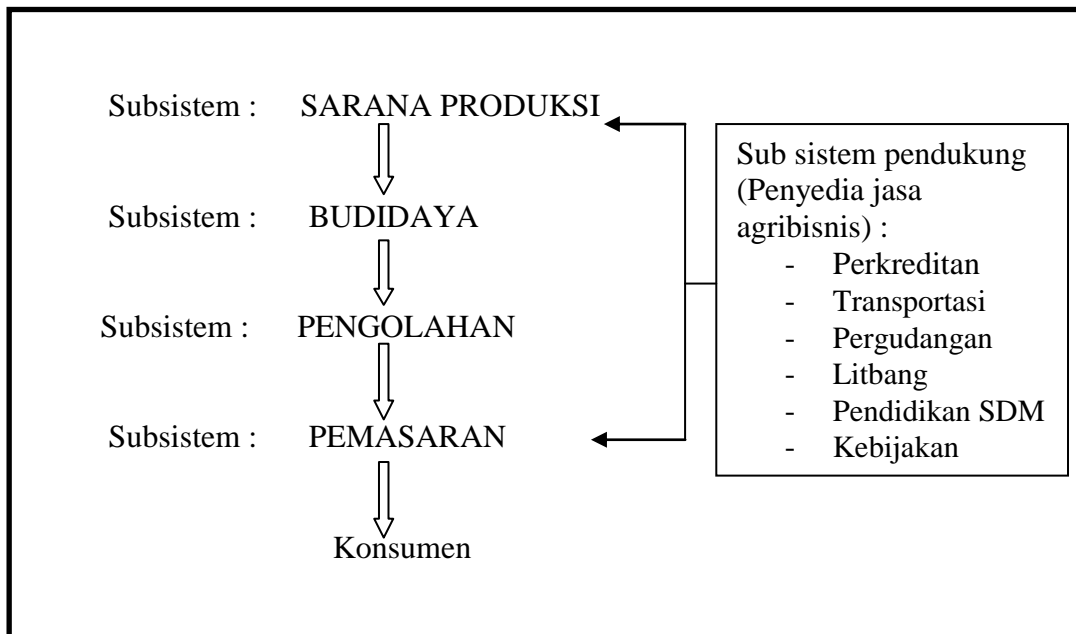 Subsistem : SARANA PRODUKSI
Subsistem : BUDIDAYA
Subsistem : PENGOLAHAN
Subsistem : PEMASARAN
Konsumen
Sub sistem pendukung
(Penyedia jasa
agribisnis) :
- Perkreditan
- Transportasi
- Pergudangan
- Litbang
- Pendidikan SDM
- Kebijakan